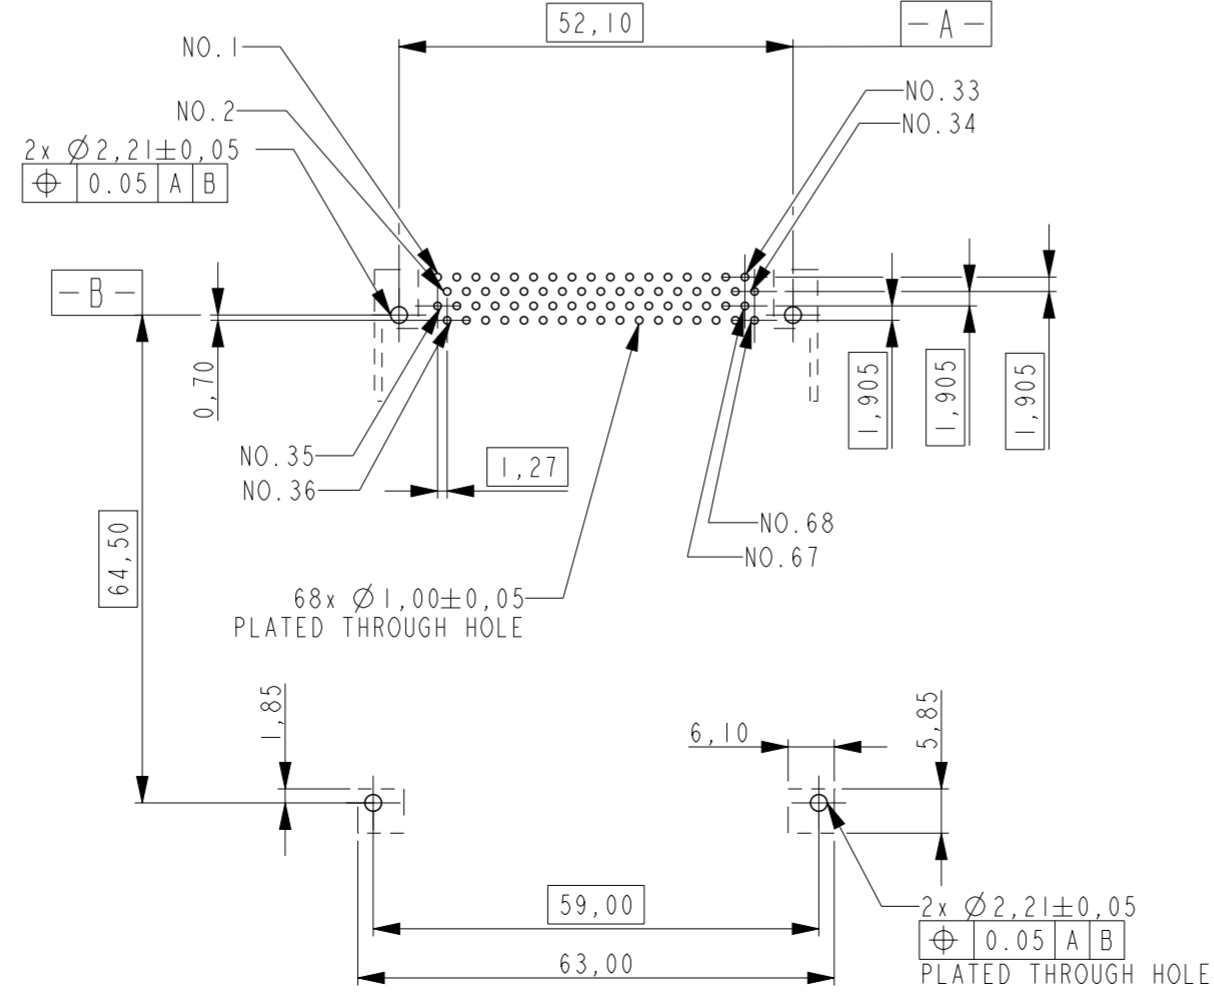 52,10
-A-
NO.1
NO.33
NO.2
NO.34
2x Ø2,21±0,05
⌖ 0.05 A B
-B-
0,70
1,905
1,905
1,905
NO.35
1,27
NO.36
NO.68
NO.67
64,50
68x Ø1,00±0,05
PLATED THROUGH HOLE
1,85
6,10
5,85
59,00
2x Ø2,21±0,05
⌖ 0.05 A B
63,00
PLATED THROUGH HOLE